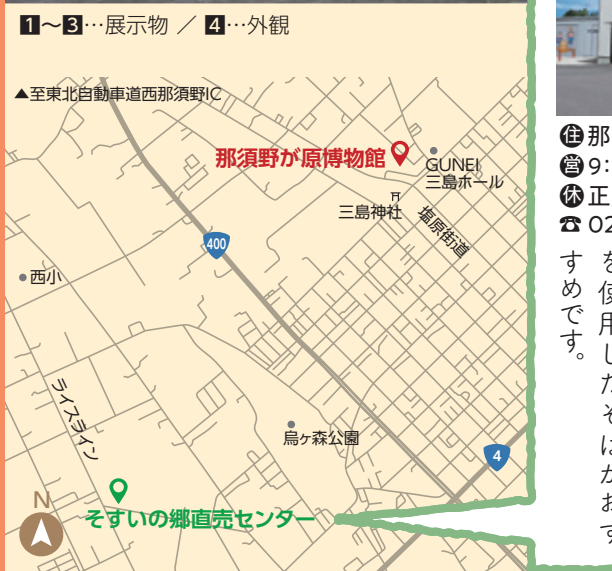 1～3…展示物 ／ 4…外観
▲至東北自動車道西那須野IC
那須野が原博物館
GUNEI
三島ホール
三島神社
塩原街道
400
西小
ライスライン
烏ヶ森公園
4
N
そすいの郷直売センター
住 那
営 9:
休 正
☎ 02
を使用したそ
すめです。